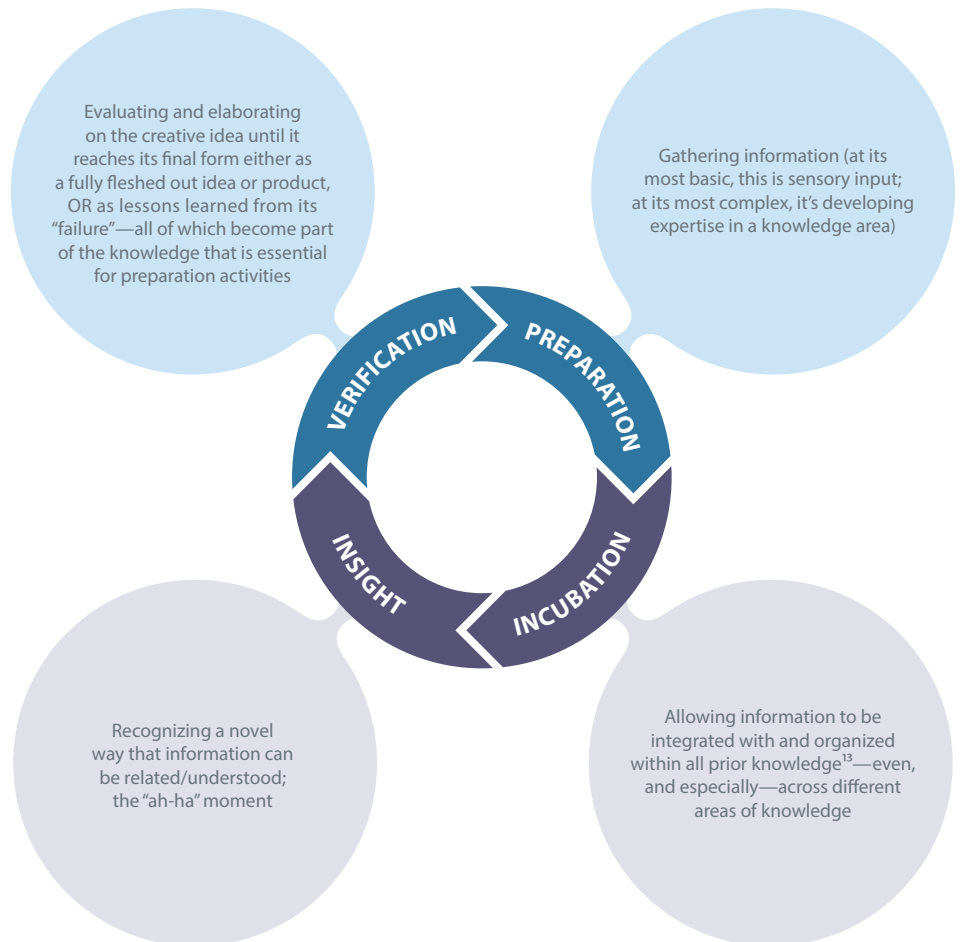 Evaluating and elaborating
on the creative idea until it
reaches its final form either as
a fully fleshed out idea or product,
OR as lessons learned from its
“failure”—all of which become part
of the knowledge that is essential
for preparation activities
Gathering information (at its
most basic, this is sensory input;
at its most complex, it’s developing
expertise in a knowledge area)
VERIFICATION
PREPARATION
INSIGHT
INCUBATION
Recognizing a novel
way that information can
be related/understood;
the “ah-ha” moment
Allowing information to be
integrated with and organized
within all prior knowledge¹³—even,
and especially—across different
areas of knowledge